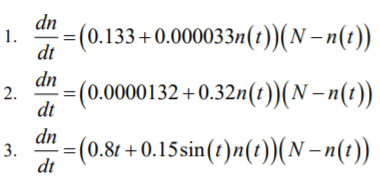 1. dn/dt = (0.133 + 0.000033n(t))(N − n(t))
2. dn/dt = (0.0000132 + 0.32n(t))(N − n(t))
3. dn/dt = (0.8t + 0.15sin(t)n(t))(N − n(t))